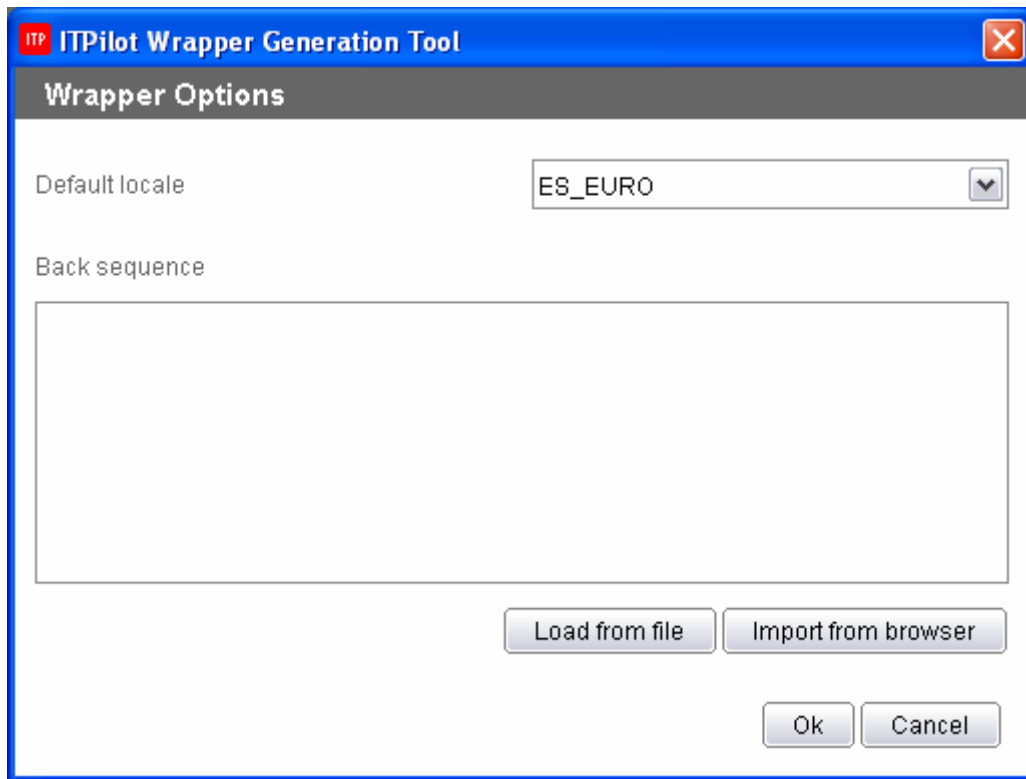 ITP ITPilot Wrapper Generation Tool
Wrapper Options
Default locale ES_EURO
Back sequence
Load from file Import from browser
Ok Cancel